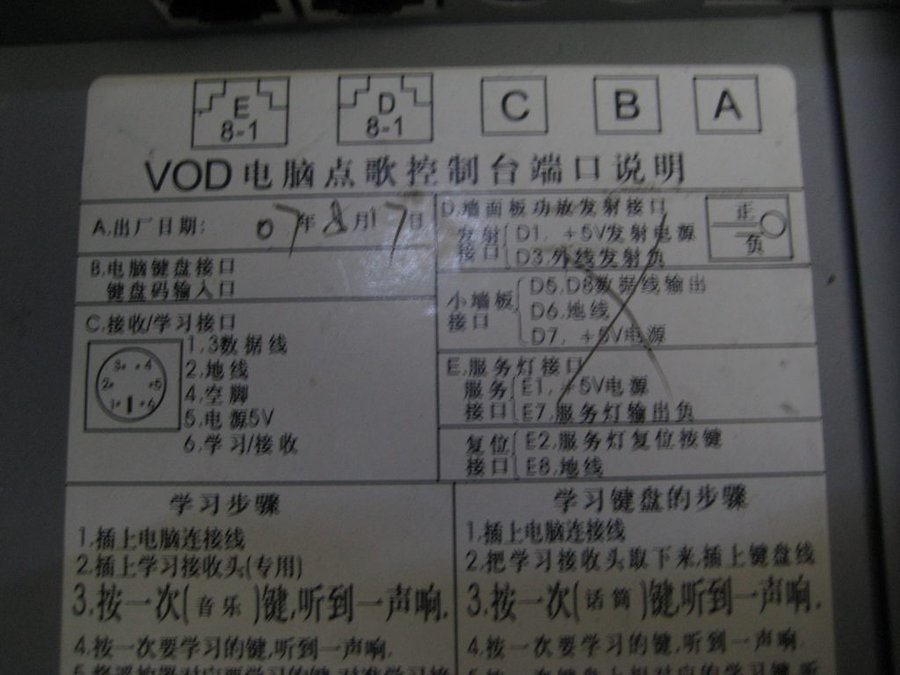 E
8-1
D
8-1
C
B
A
VOD电脑点歌控制台端口说明
A,出厂日期: 07年8月17日
B,电脑键盘接口
键盘码输入口
C,接收/学习接口
3 4
2 5
1 6
1,3数据线
2,地线
4,空脚
5,电源5V
6,学习/接收
D,墙面板功放发射接口
发射接口
D1, +5V发射电源
D3,外线发射负
正
负
小墙板接口
D5,D8数据线输出
D6,地线
D7, +5V电源
E,服务灯接口
服务接口
E1,+5V电源
E7,服务灯输出负
复位接口
E2,服务灯复位按键
E8,地线
学习步骤
1,插上电脑连接线
2,插上学习接收头(专用)
3.按一次(音乐)键,听到一声响.
4.按一次要学习的键,听到一声响.
学习键盘的步骤
1,插上电脑连接线
2,把学习接收头取下来,插上键盘线
3.按一次(话筒)键,听到一声响.
4.按一次要学习的键,听到一声响.